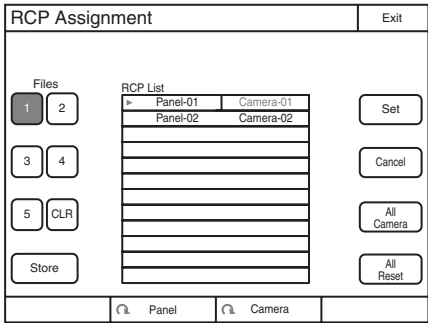 RCP Assignment
Exit
Files
RCP List
1
2
Panel-01 Camera-01
Panel-02 Camera-02
Set
3
4
Cancel
5
CLR
All
Camera
Store
All
Reset
Panel
Camera